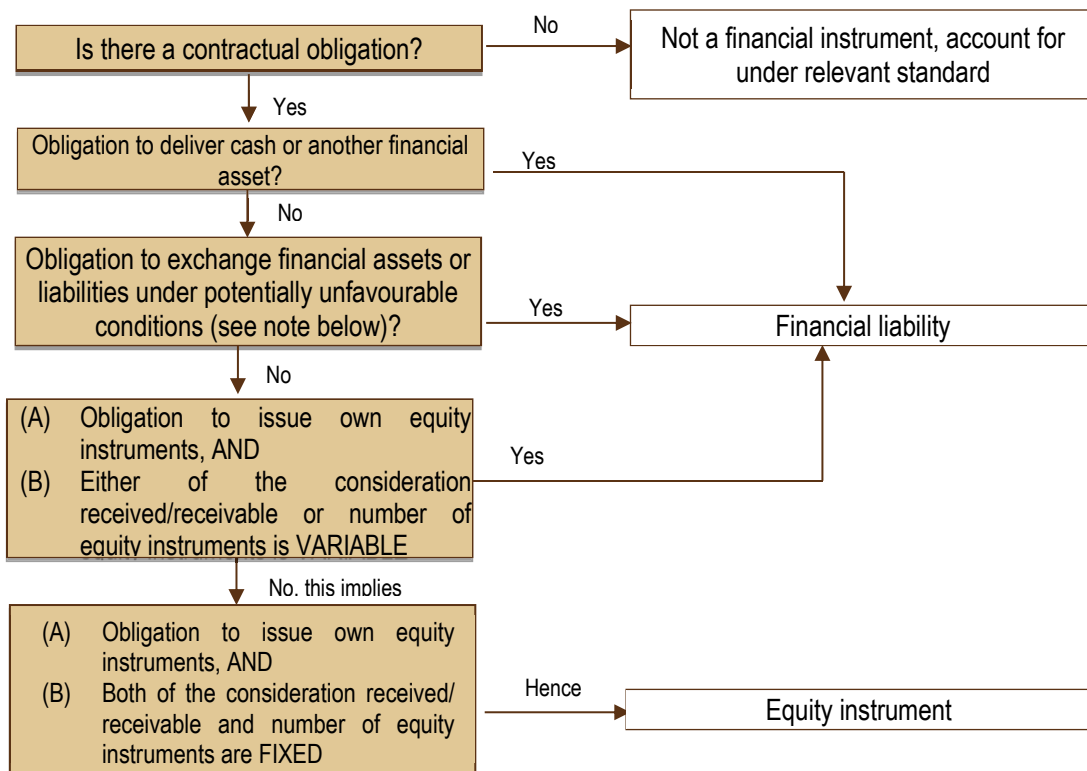 Is there a contractual obligation?
No
Not a financial instrument, account for
under relevant standard
Yes
Obligation to deliver cash or another financial
asset?
Yes
No
Obligation to exchange financial assets or
liabilities under potentially unfavourable
conditions (see note below)?
Yes
Financial liability
No
(A) Obligation to issue own equity
instruments, AND
(B) Either of the consideration
received/receivable or number of
equity instruments is VARIABLE
Yes
No, this implies
(A) Obligation to issue own equity
instruments, AND
(B) Both of the consideration received/
receivable and number of equity
instruments are FIXED
Hence
Equity instrument